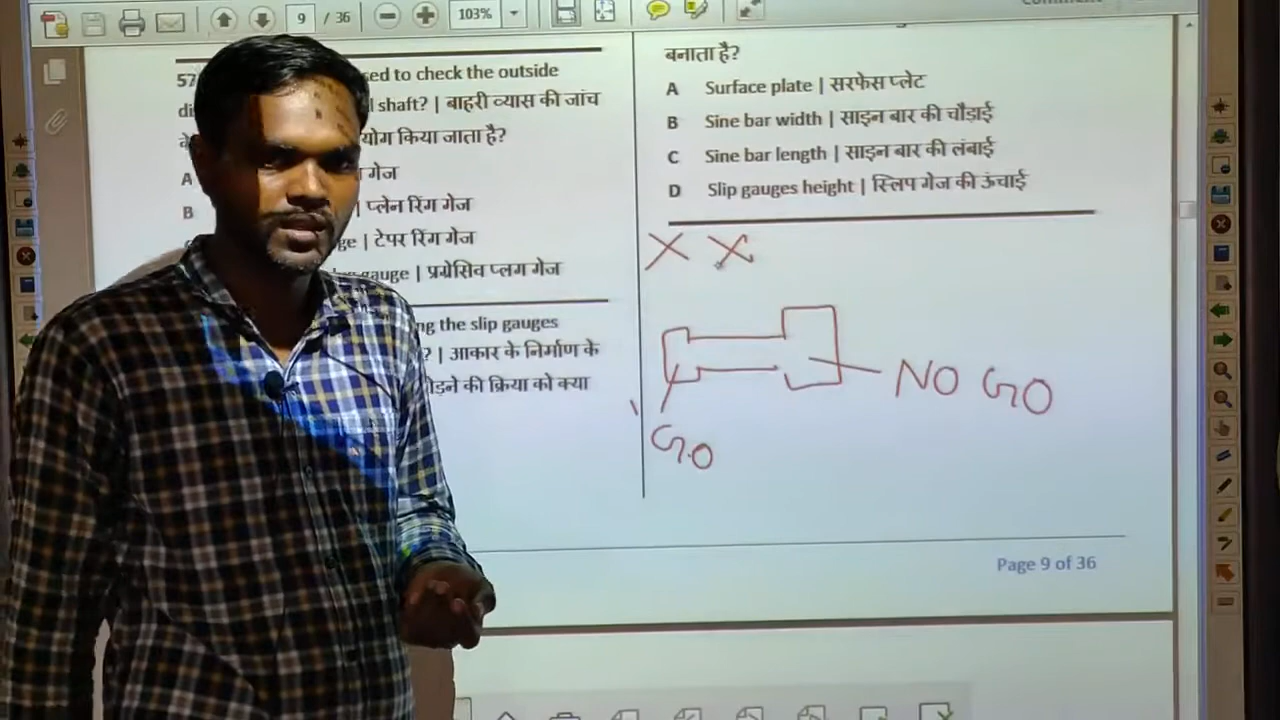 9 / 36
103%
57
sed to check the outside
di
l shaft? | बाहरी व्यास की जांच
योग किया जाता है?
A
गेज
B
| प्लेन रिंग गेज
ge | टेपर रिंग गेज
gauge | प्रग्रेसिव प्लग गेज
ng the slip gauges
? | आकार के निर्माण के
ोड़ने की क्रिया को क्या
बनाता है?
A Surface plate | सरफेस प्लेट
B Sine bar width | साइन बार की चौड़ाई
C Sine bar length | साइन बार की लंबाई
D Slip gauges height | स्लिप गेज की ऊंचाई
X X
NO GO
GO
Page 9 of 36